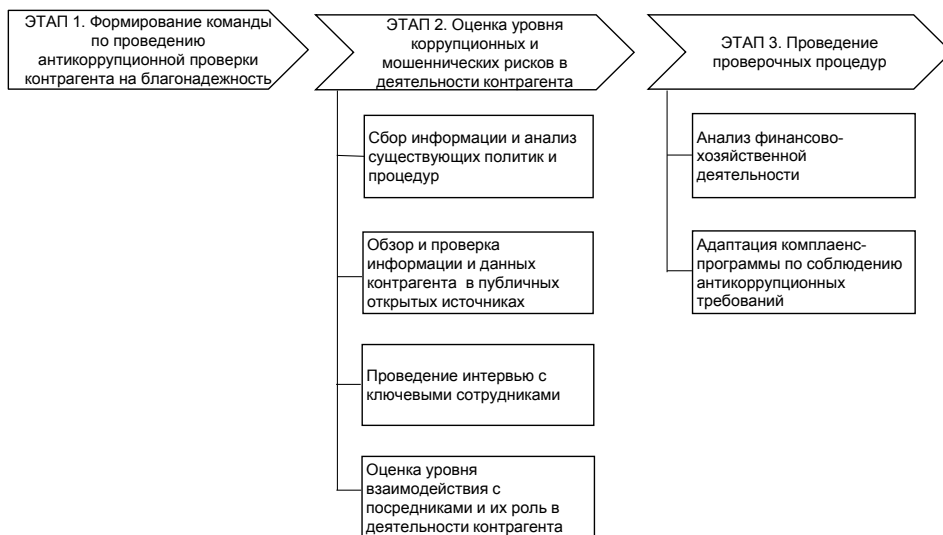 ЭТАП 1. Формирование команды
по проведению
антикоррупционной проверки
контрагента на благонадежность
ЭТАП 2. Оценка уровня
коррупционных и
мошеннических рисков в
деятельности контрагента
ЭТАП 3. Проведение
проверочных процедур
Сбор информации и анализ
существующих политик и
процедур
Обзор и проверка
информации и данных
контрагента в публичных
открытых источниках
Проведение интервью с
ключевыми сотрудниками
Оценка уровня
взаимодействия с
посредниками и их роль в
деятельности контрагента
Анализ финансово-
хозяйственной
деятельности
Адаптация комплаенс-
программы по соблюдению
антикоррупционных
требований